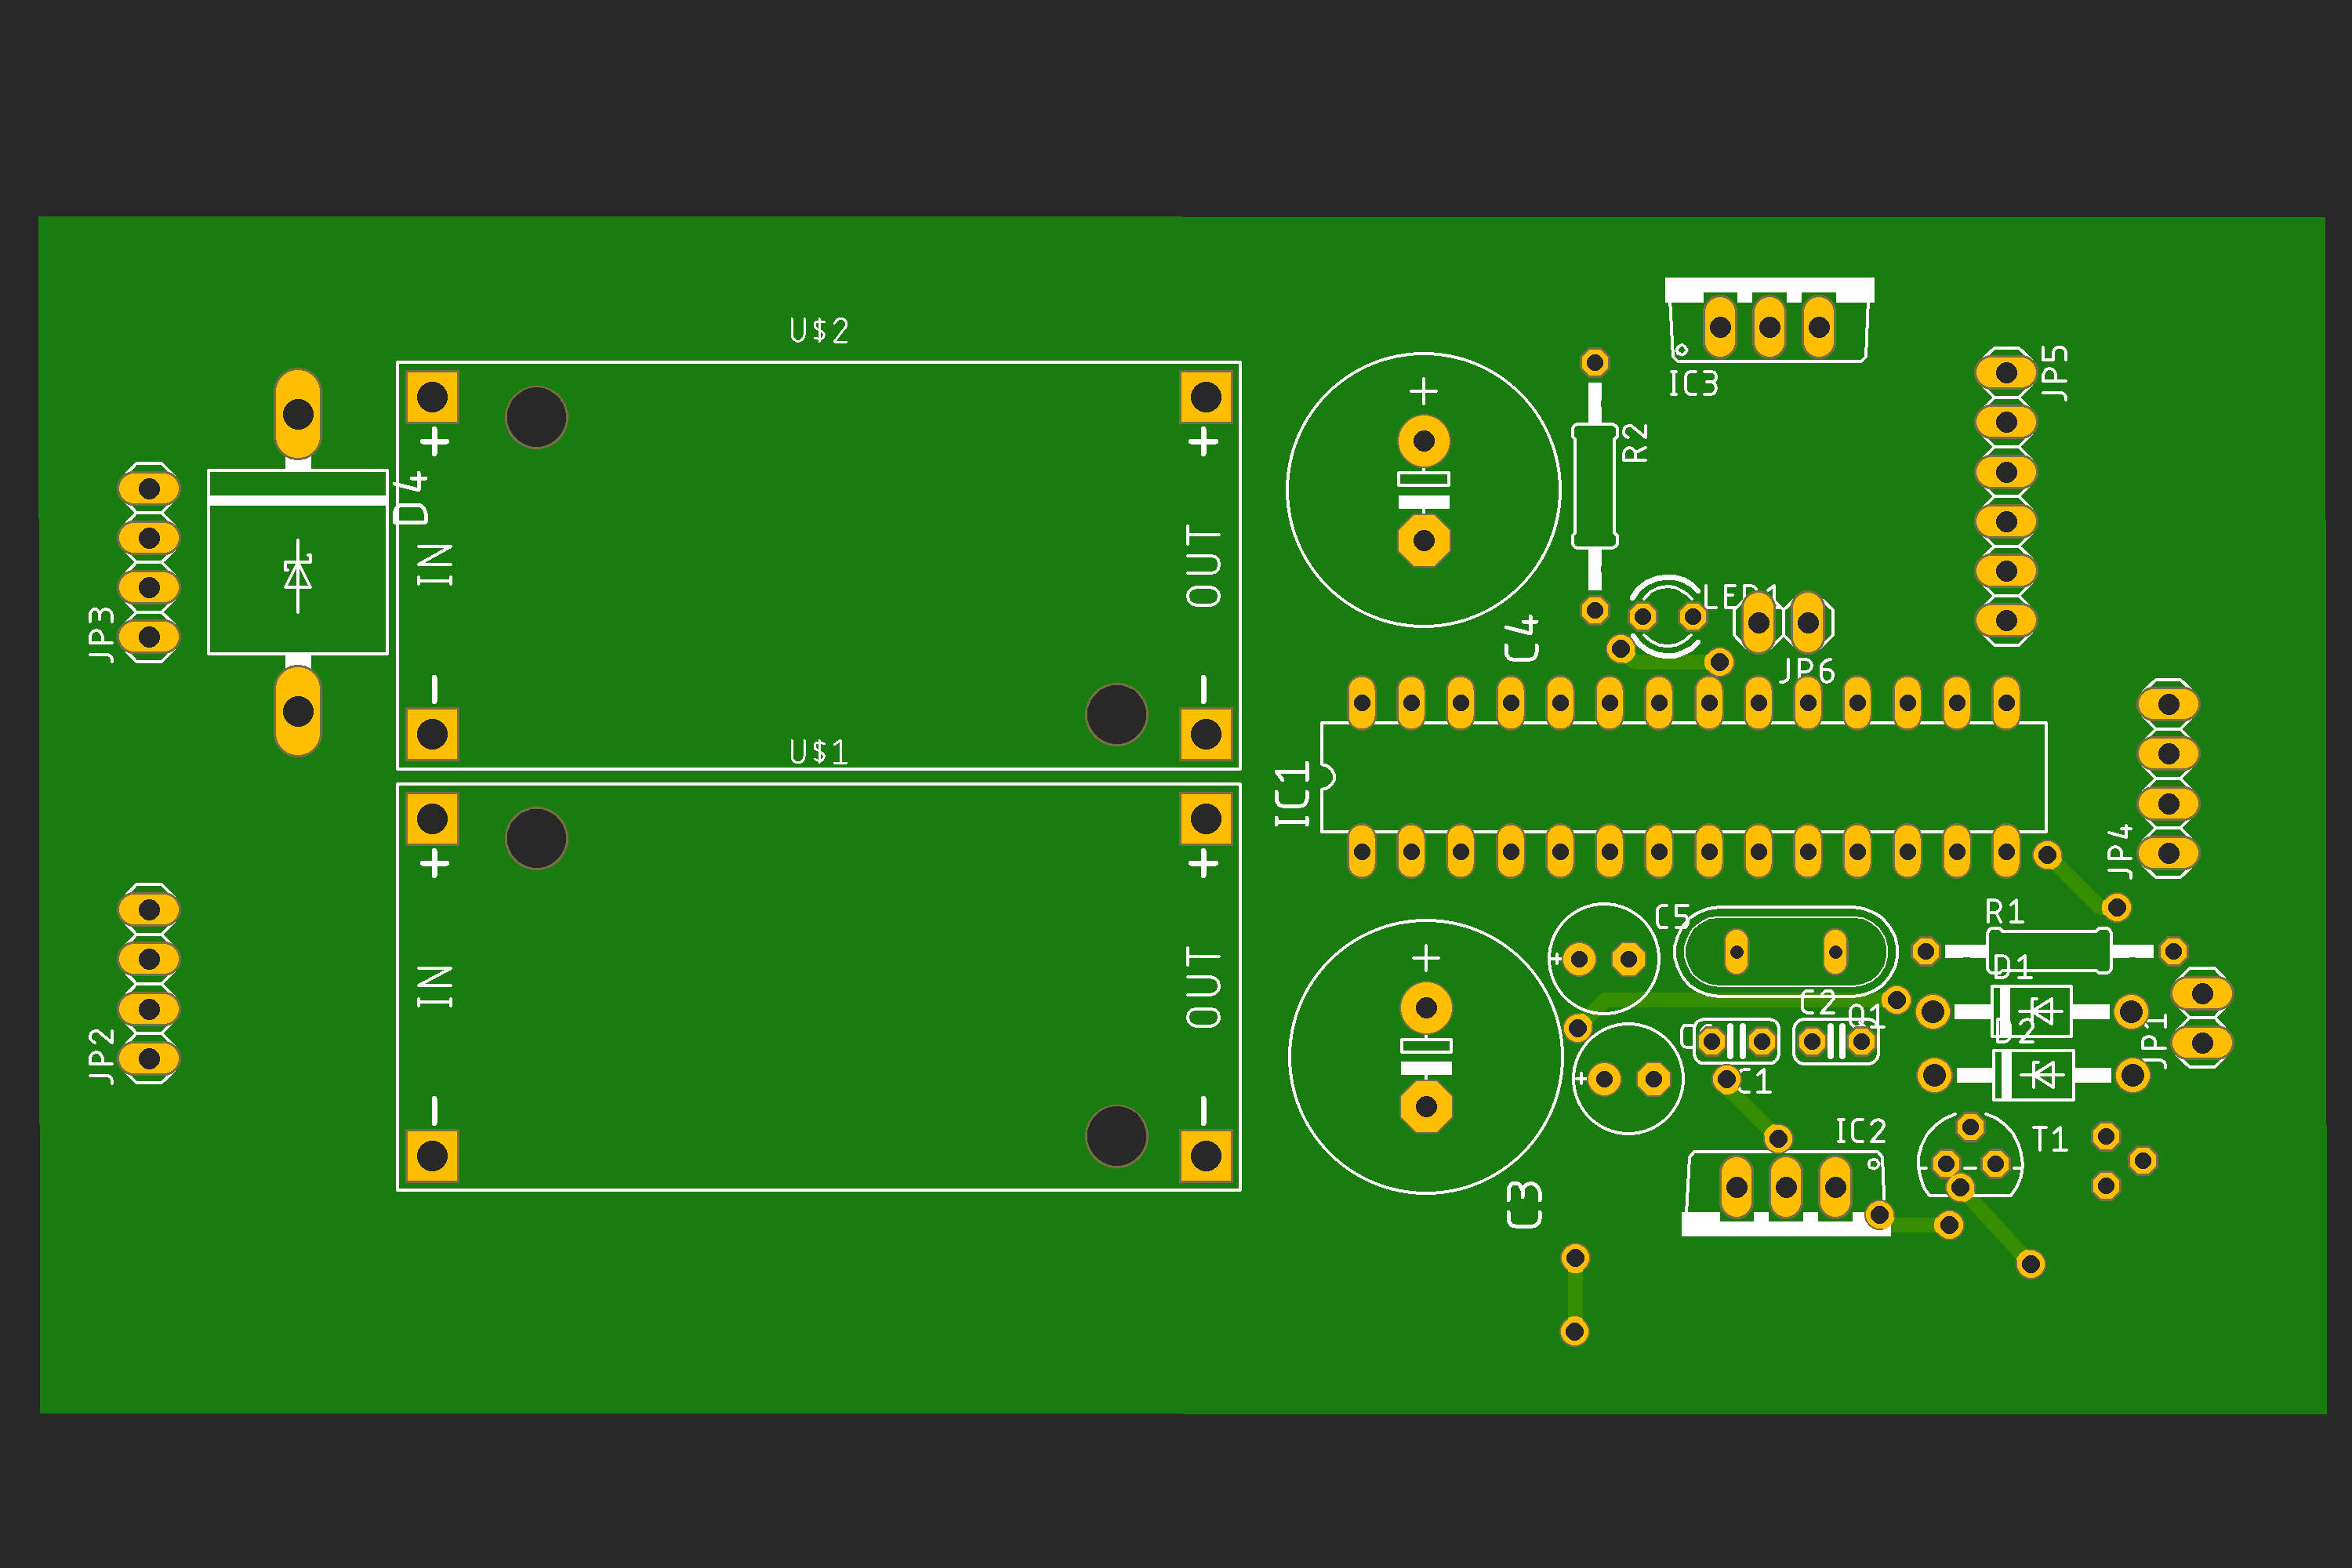 U$2
IC3
JP5
+
+
+
R2
D4
IN
OUT
LED1
JP3
C4
JP6
-
-
U$1
IC1
+
+
JP4
C5
R1
D1
+
+
IN
OUT
C2
Q1
D2
JP1
JP2
+
C1
-
-
IC2
T1
C3